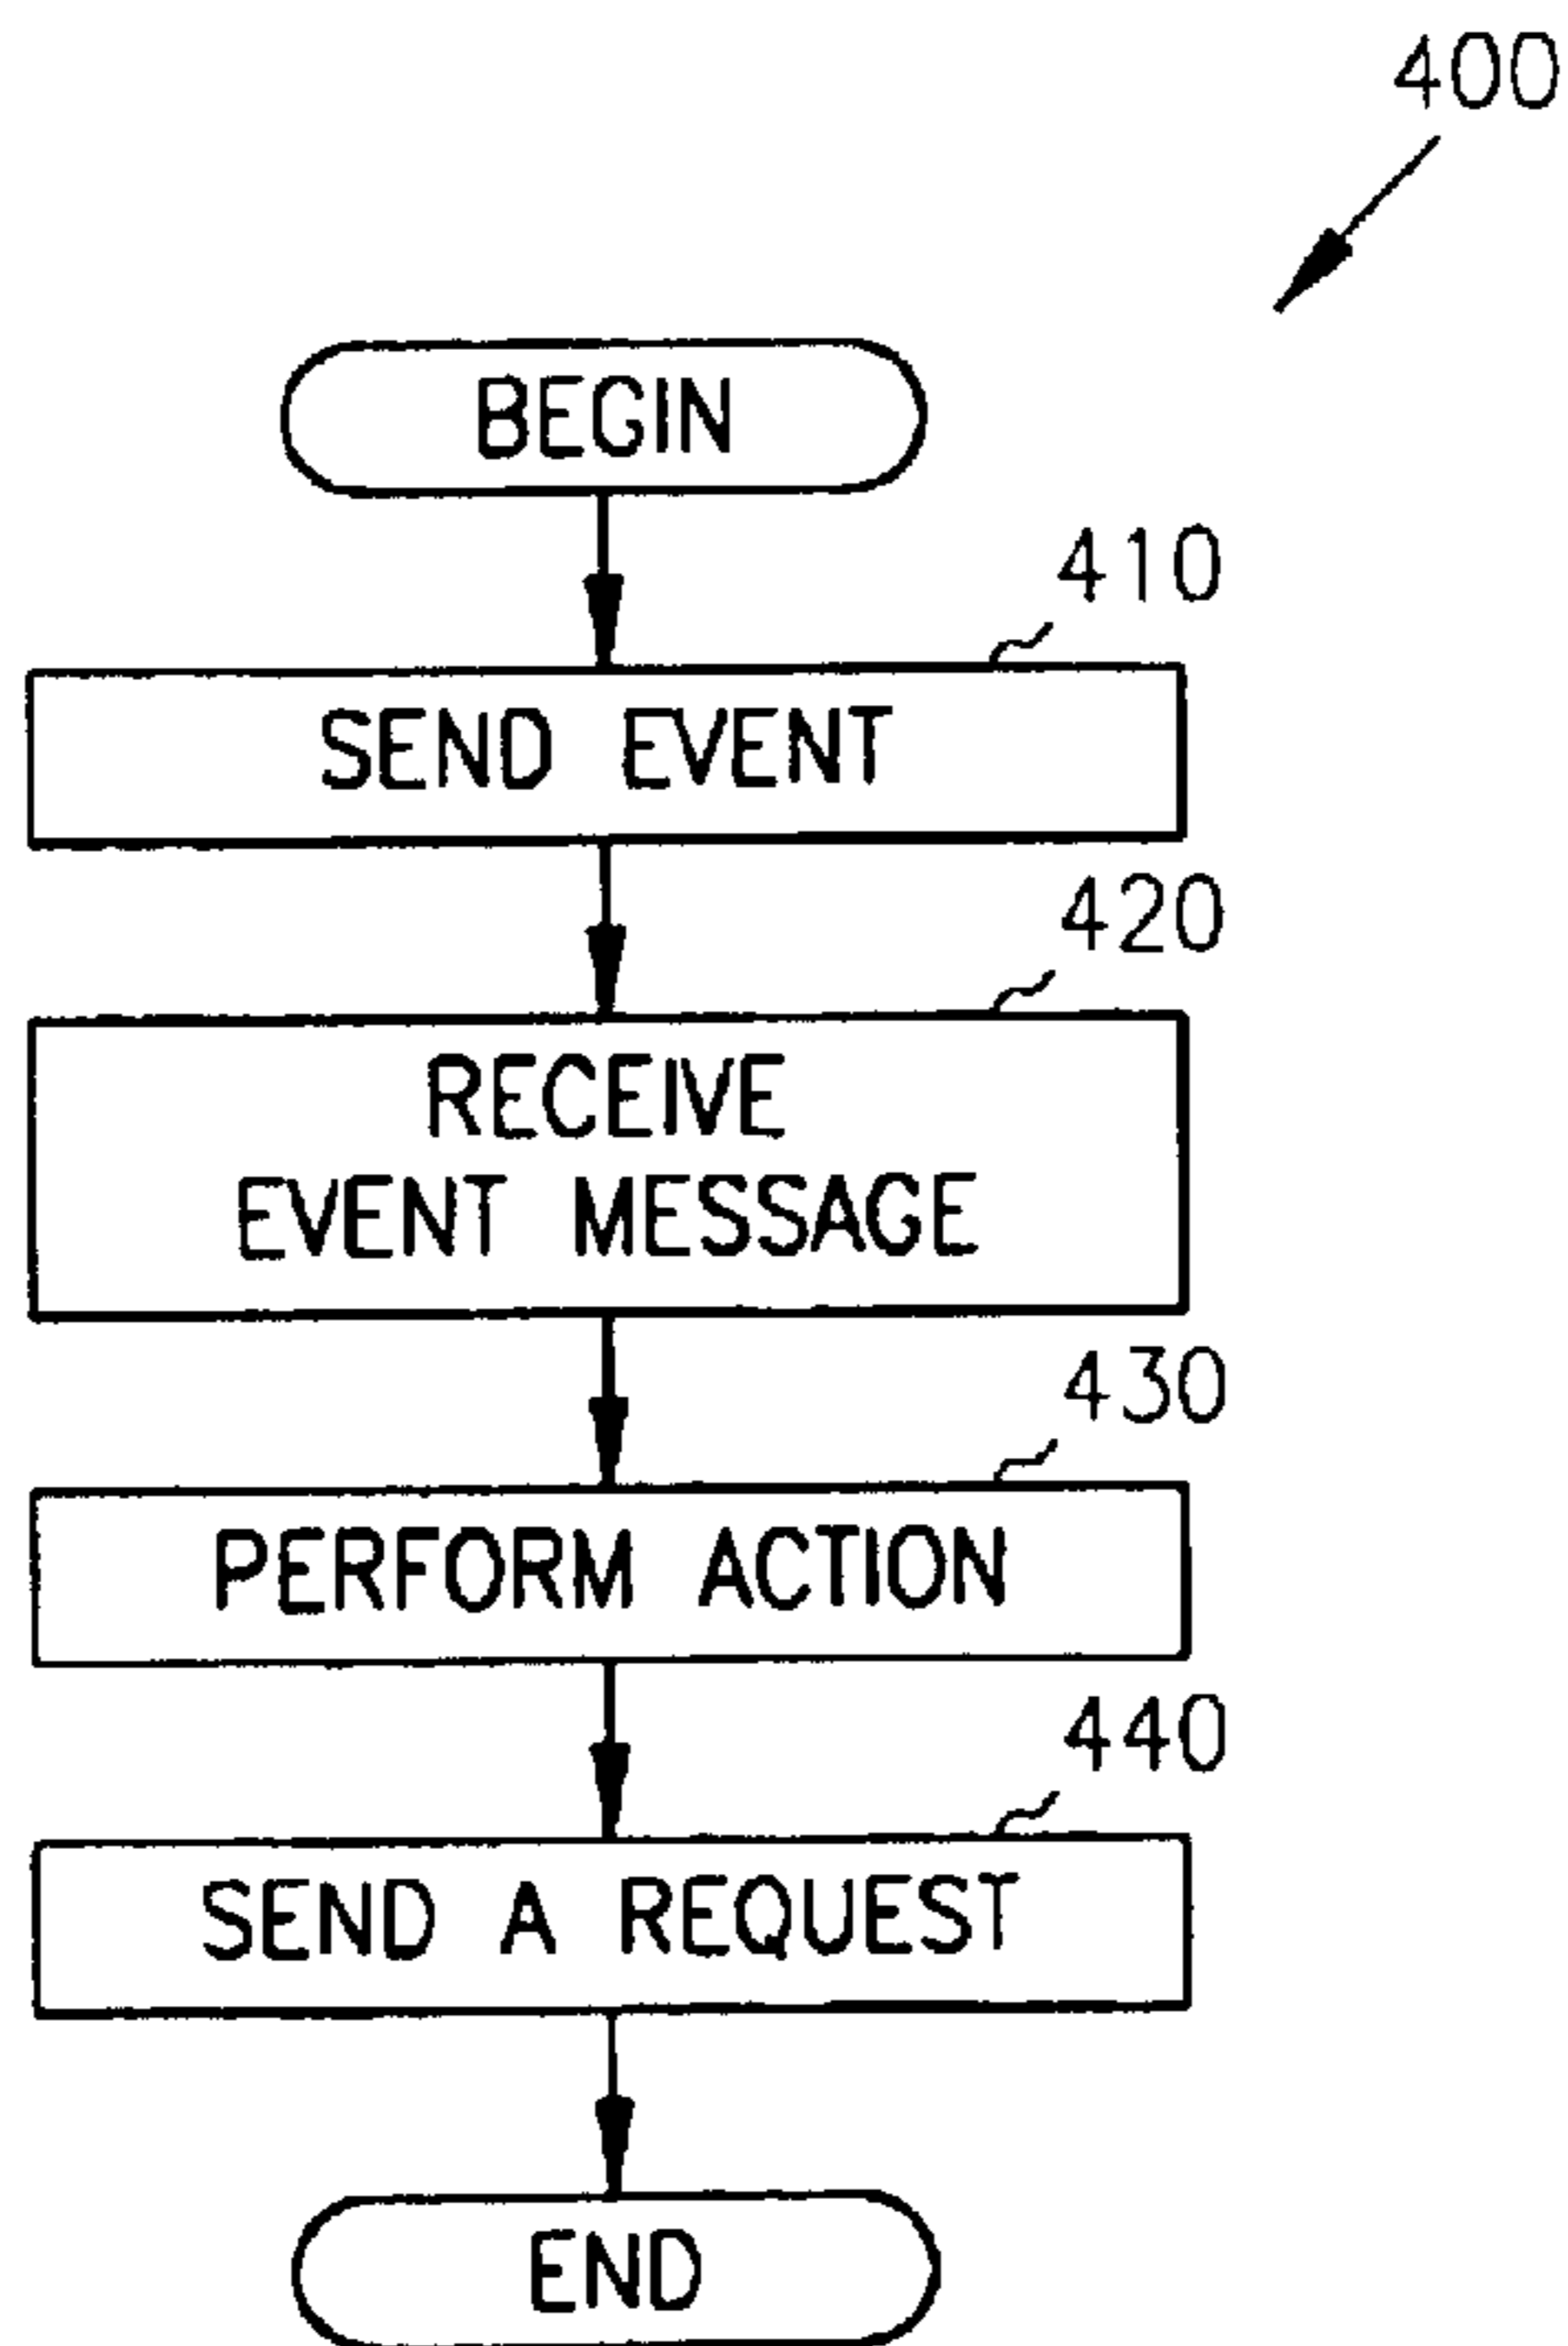 400
BEGIN
410
SEND EVENT
420
RECEIVE
EVENT MESSAGE
430
PERFORM ACTION
440
SEND A REQUEST
END